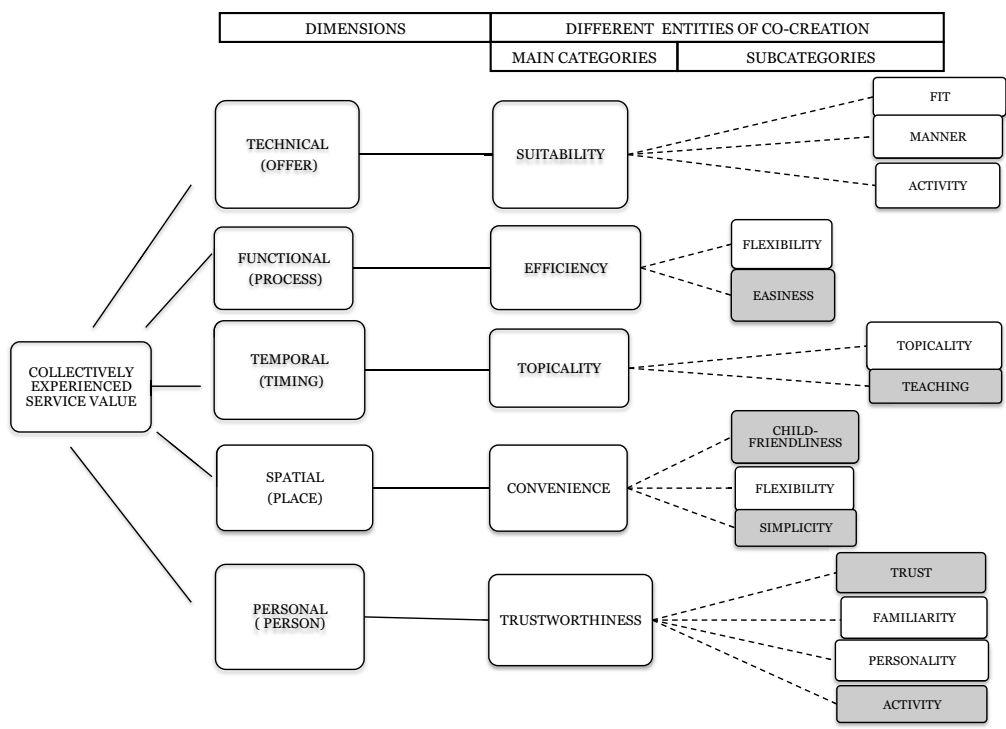 DIMENSIONS
DIFFERENT ENTITIES OF CO-CREATION
MAIN CATEGORIES
SUBCATEGORIES
COLLECTIVELY
EXPERIENCED
SERVICE VALUE
TECHNICAL
(OFFER)
SUITABILITY
FIT
MANNER
ACTIVITY
FUNCTIONAL
(PROCESS)
EFFICIENCY
FLEXIBILITY
EASINESS
TEMPORAL
(TIMING)
TOPICALITY
TOPICALITY
TEACHING
SPATIAL
(PLACE)
CONVENIENCE
CHILD-
FRIENDLINESS
FLEXIBILITY
SIMPLICITY
PERSONAL
( PERSON)
TRUSTWORTHINESS
TRUST
FAMILIARITY
PERSONALITY
ACTIVITY